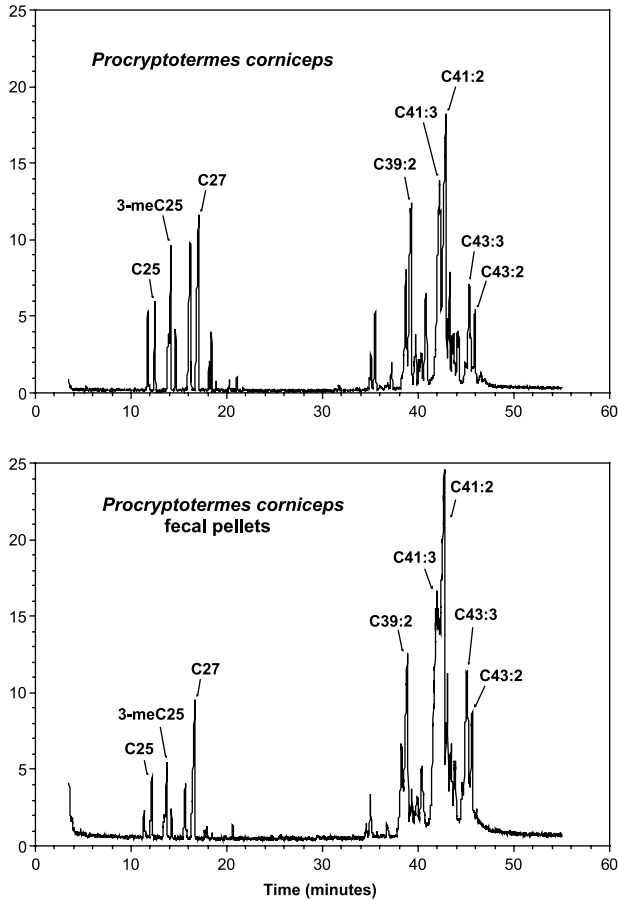 25
Procryptotermes corniceps
C41:2
20
C41:3
15
C39:2
C27
3-meC25
10
C43:3
C25
C43:2
5
0
0 10 20 30 40 50 60
25
Procryptotermes corniceps
fecal pellets
C41:2
20
C41:3
15
C39:2
C43:3
C27
C43:2
10
3-meC25
C25
5
0
0 10 20 30 40 50 60
Time (minutes)